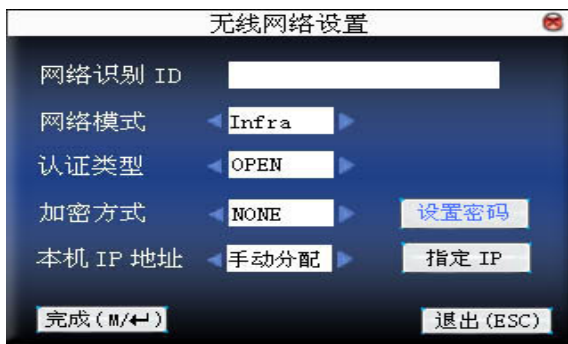 无线网络设置
网络识别 ID
网络模式 Infra
认证类型 OPEN
加密方式 NONE 设置密码
本机 IP 地址 手动分配 指定 IP
完成(M/↵) 退出(ESC)